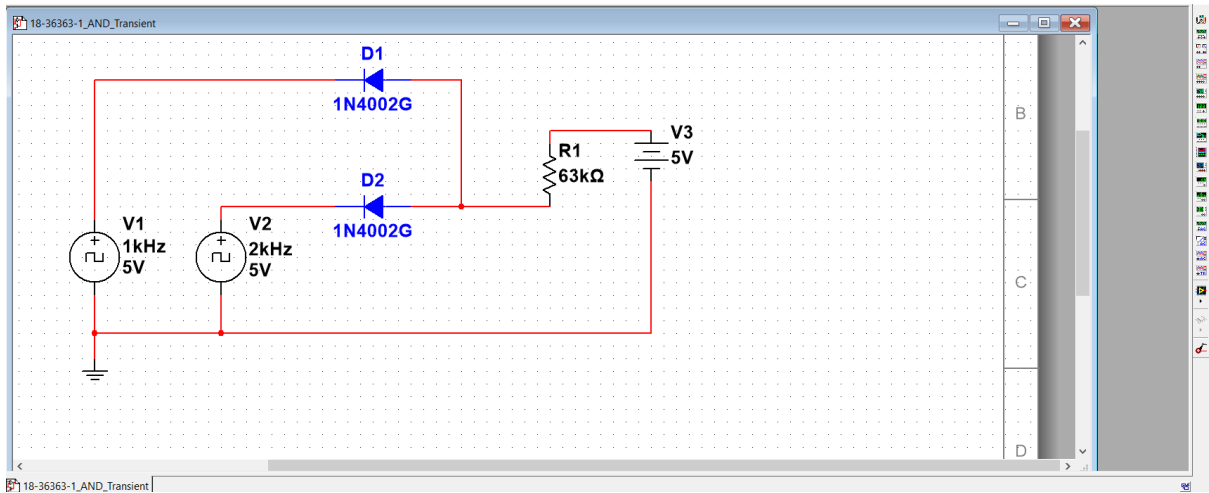 18-36363-1_AND_Transient
D1
1N4002G
B
V3
5V
R1
63kΩ
D2
1N4002G
V1
1kHz
5V
V2
2kHz
5V
C
D
18-36363-1_AND_Transient